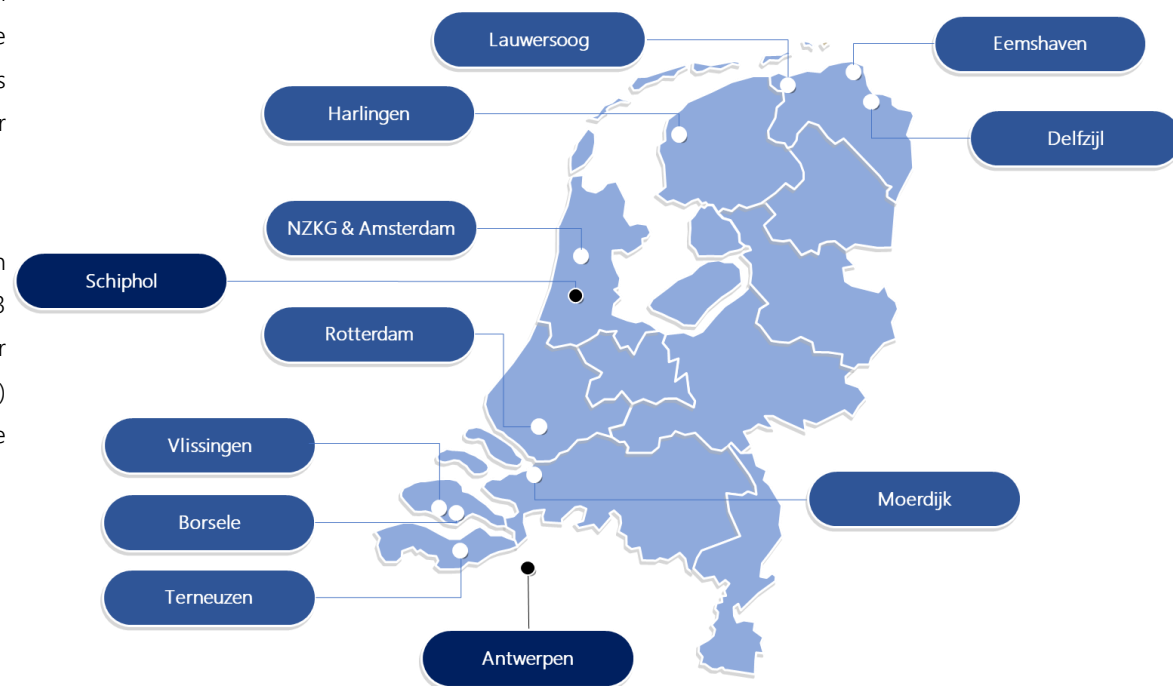 Lauwersoog
Eemshaven
Harlingen
Delfzijl
NZKG & Amsterdam
Schiphol
Rotterdam
Vlissingen
Moerdijk
Borsele
Terneuzen
Antwerpen